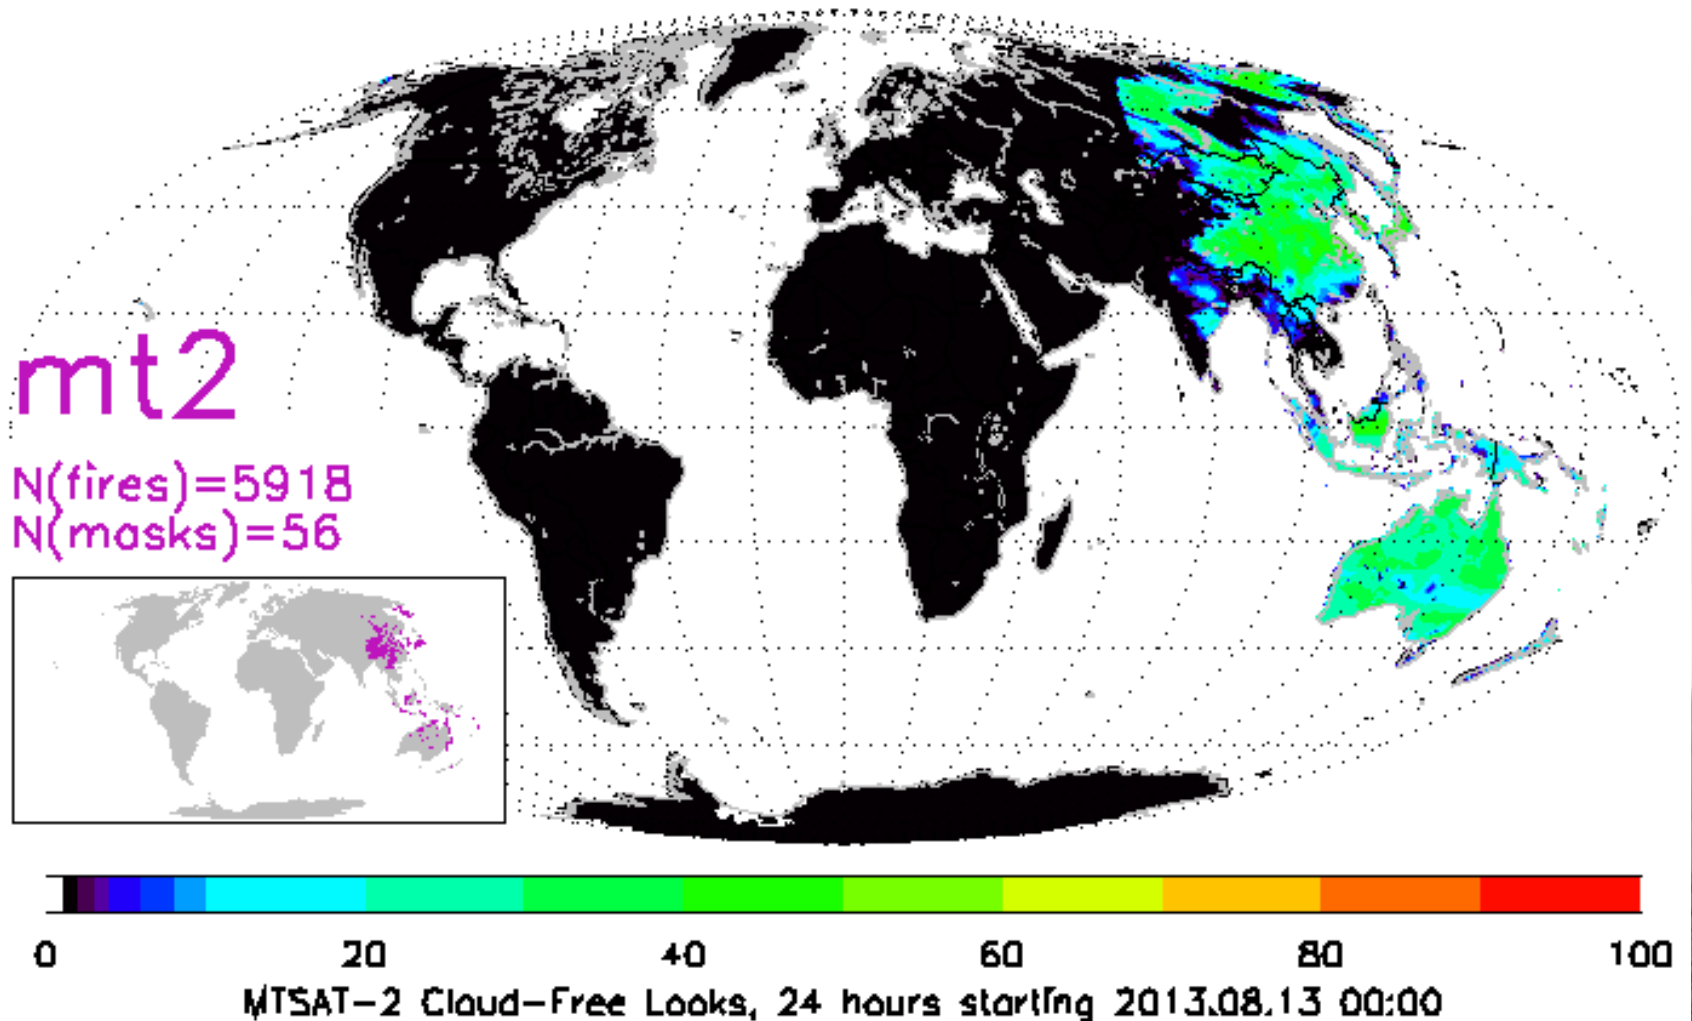 mt2
N(fires)=5918
N(masks)=56
0 20 40 60 80 100
MTSAT-2 Cloud-Free Looks, 24 hours starting 2013.08.13 00:00